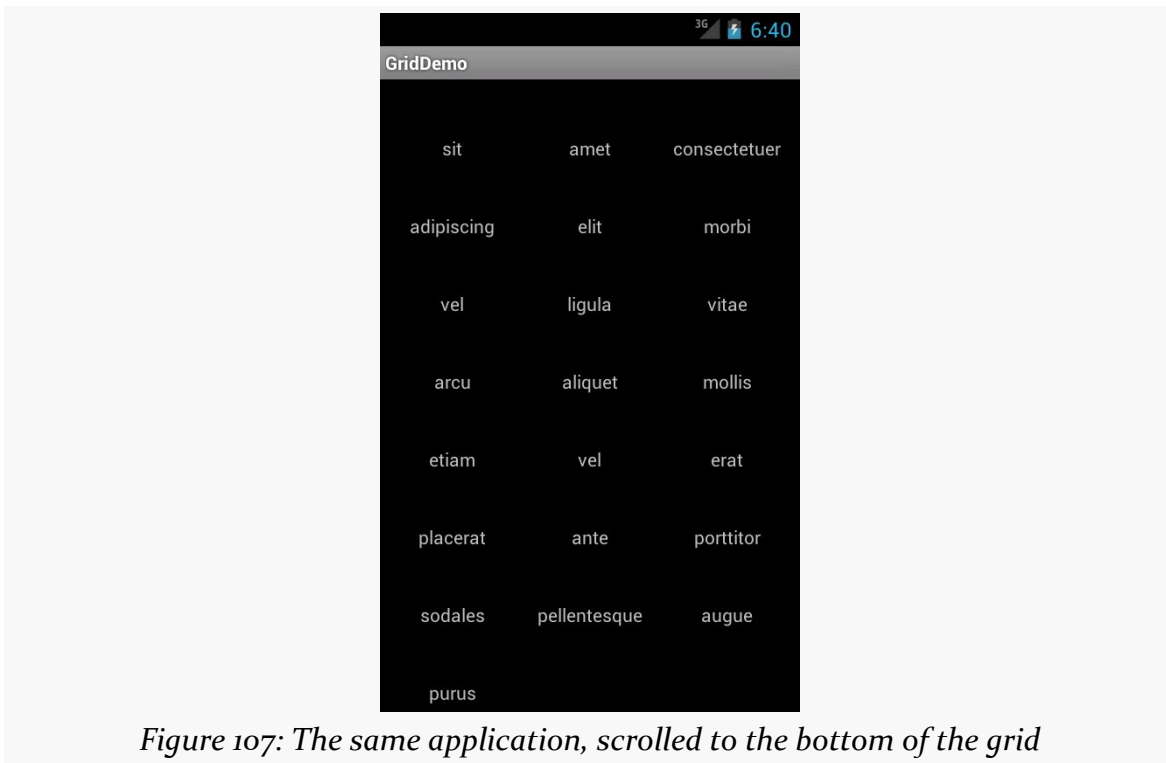 3G 6:40
GridDemo
sit amet consectetuer
adipiscing elit morbi
vel ligula vitae
arcu aliquet mollis
etiam vel erat
placerat ante porttitor
sodales pellentesque augue
purus
Figure 107: The same application, scrolled to the bottom of the grid